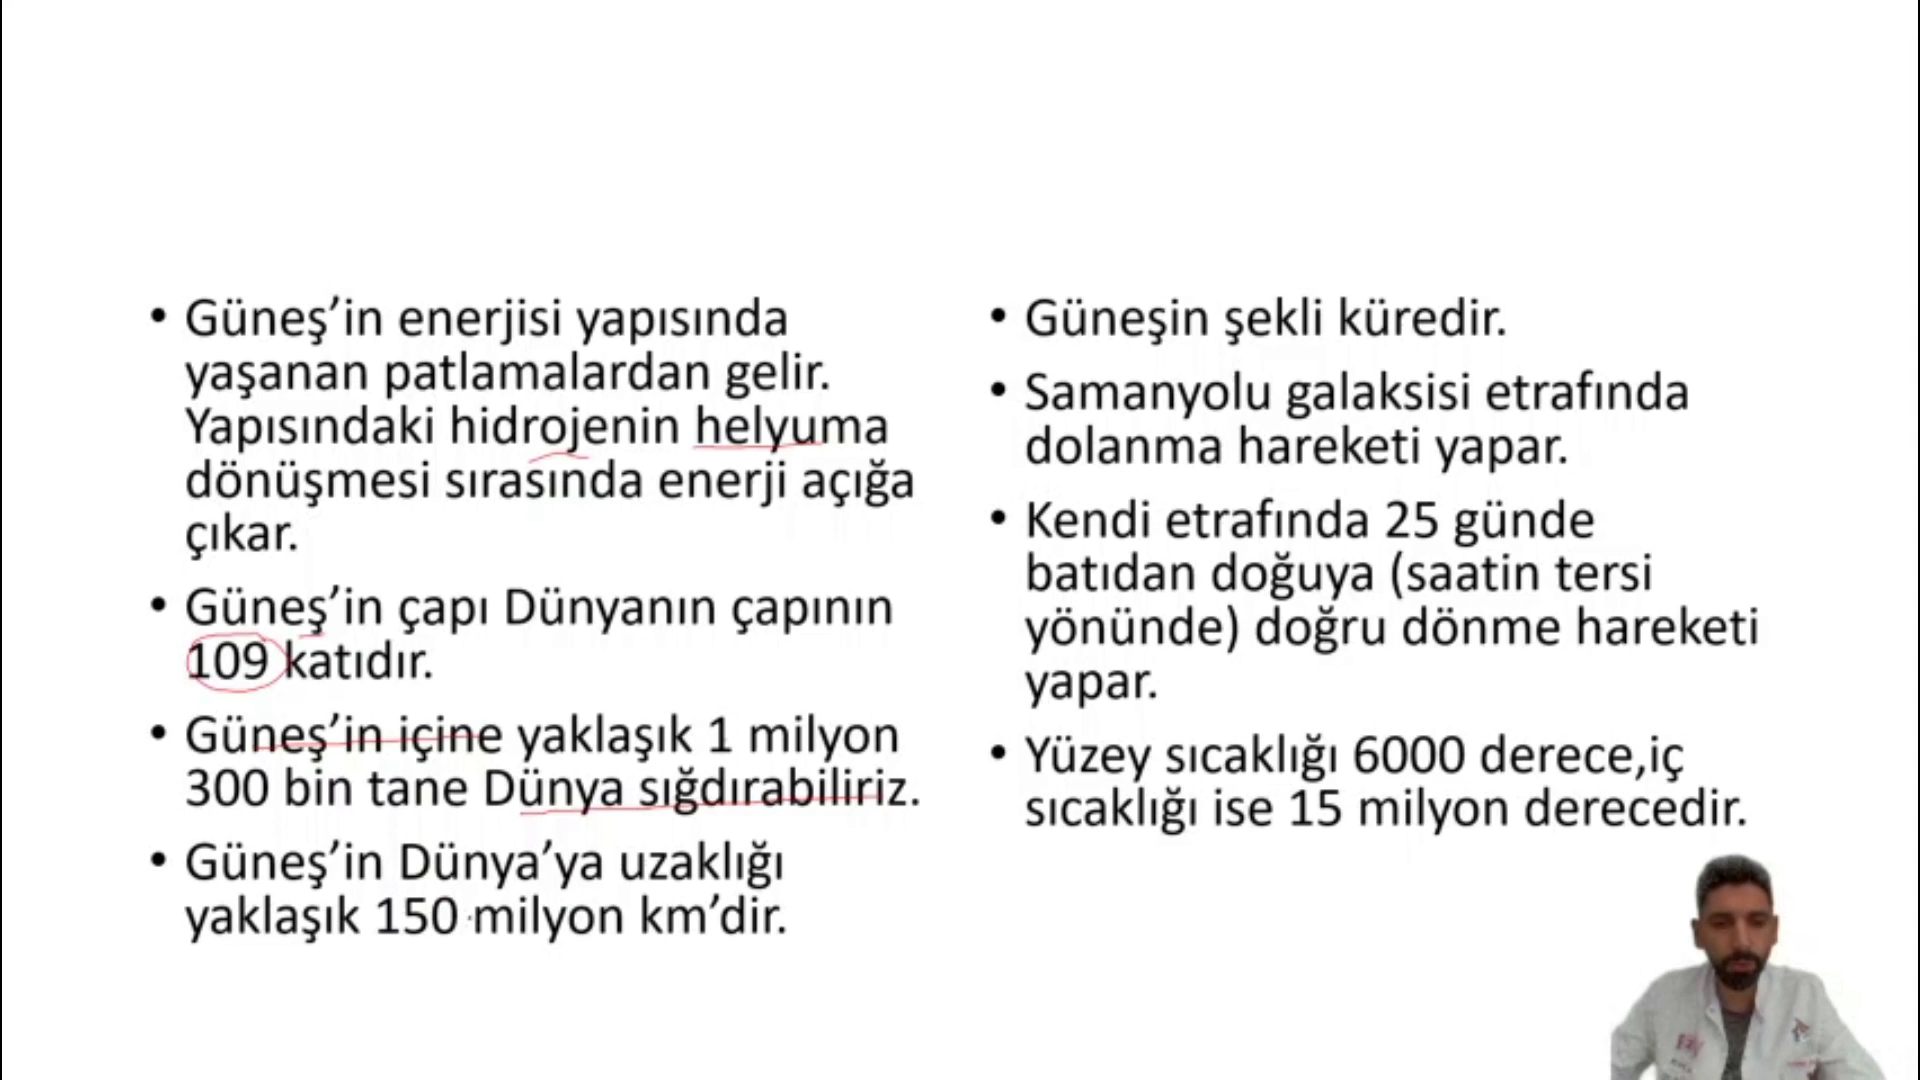 • Güneş’in enerjisi yapısında
yaşanan patlamalardan gelir.
Yapısındaki hidrojenin helyuma
dönüşmesi sırasında enerji açığa
çıkar.
• Güneş’in çapı Dünyanın çapının
109 katıdır.
• Güneş’in içine yaklaşık 1 milyon
300 bin tane Dünya sığdırabiliriz.
• Güneş’in Dünya’ya uzaklığı
yaklaşık 150 milyon km’dir.
• Güneşin şekli küredir.
• Samanyolu galaksisi etrafında
dolanma hareketi yapar.
• Kendi etrafında 25 günde
batıdan doğuya (saatin tersi
yönünde) doğru dönme hareketi
yapar.
• Yüzey sıcaklığı 6000 derece,iç
sıcaklığı ise 15 milyon derecedir.